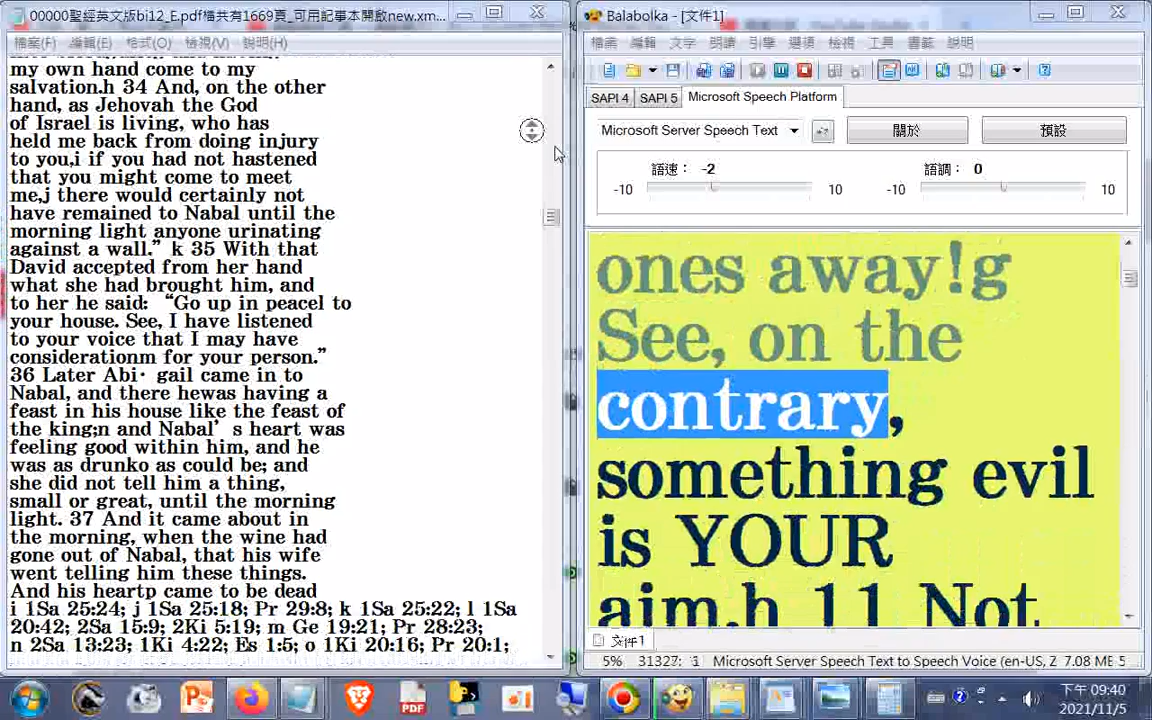 00000聖經英文版bi12_E.pdf檔共有1669頁_可用記事本開啟new.xm...
檔案(F) 編輯(E) 格式(O) 檢視(V) 說明(H)
my own hand come to my
salvation.h 34 And, on the other
hand, as Jehovah the God
of Israel is living, who has
held me back from doing injury
to you,i if you had not hastened
that you might come to meet
me,j there would certainly not
have remained to Nabal until the
morning light anyone urinating
against a wall.” k 35 With that
David accepted from her hand
what she had brought him, and
to her he said: “Go up in peacel to
your house. See, I have listened
to your voice that I may have
considerationm for your person.”
36 Later Abi· gail came in to
Nabal, and there hewas having a
feast in his house like the feast of
the king;n and Nabal’ s heart was
feeling good within him, and he
was as drunko as could be; and
she did not tell him a thing,
small or great, until the morning
light. 37 And it came about in
the morning, when the wine had
gone out of Nabal, that his wife
went telling him these things.
And his heartp came to be dead
i 1Sa 25:24; j 1Sa 25:18; Pr 29:8; k 1Sa 25:22; l 1Sa
20:42; 2Sa 15:9; 2Ki 5:19; m Ge 19:21; Pr 28:23;
n 2Sa 13:23; 1Ki 4:22; Es 1:5; o 1Ki 20:16; Pr 20:1;
Balabolka - [文件1]
檔案 編輯 文字 朗讀 引擎 選項 檢視 工具 書籤 說明
SAPI 4 SAPI 5 Microsoft Speech Platform
Microsoft Server Speech Text 關於 預設
語速： -2 語調： 0
-10 10 -10 10
ones away!g
See, on the
contrary,
something evil
is YOUR
aim.h 11 Not
文件1
5% 31327: 1 Microsoft Server Speech Text to Speech Voice (en-US, Z 7.08 MB 5
PDF
下午 09:40
2021/11/5